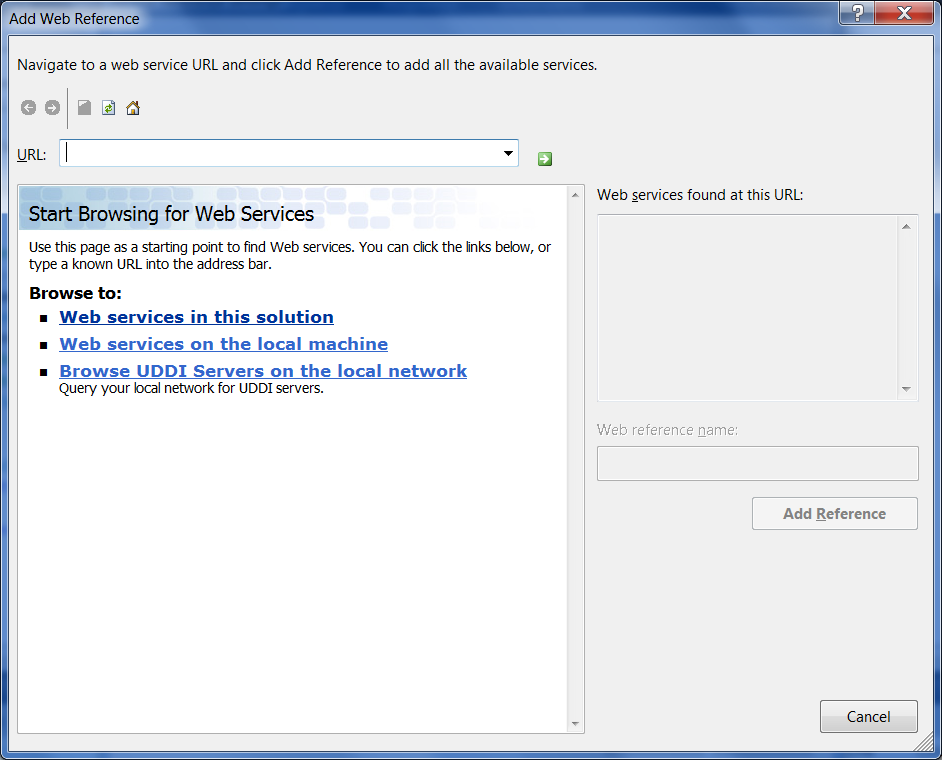 Add Web Reference
Navigate to a web service URL and click Add Reference to add all the available services.
URL:
Start Browsing for Web Services
Use this page as a starting point to find Web services. You can click the links below, or
type a known URL into the address bar.
Browse to:
Web services in this solution
Web services on the local machine
Browse UDDI Servers on the local network
Query your local network for UDDI servers.
Web services found at this URL:
Web reference name:
Add Reference
Cancel